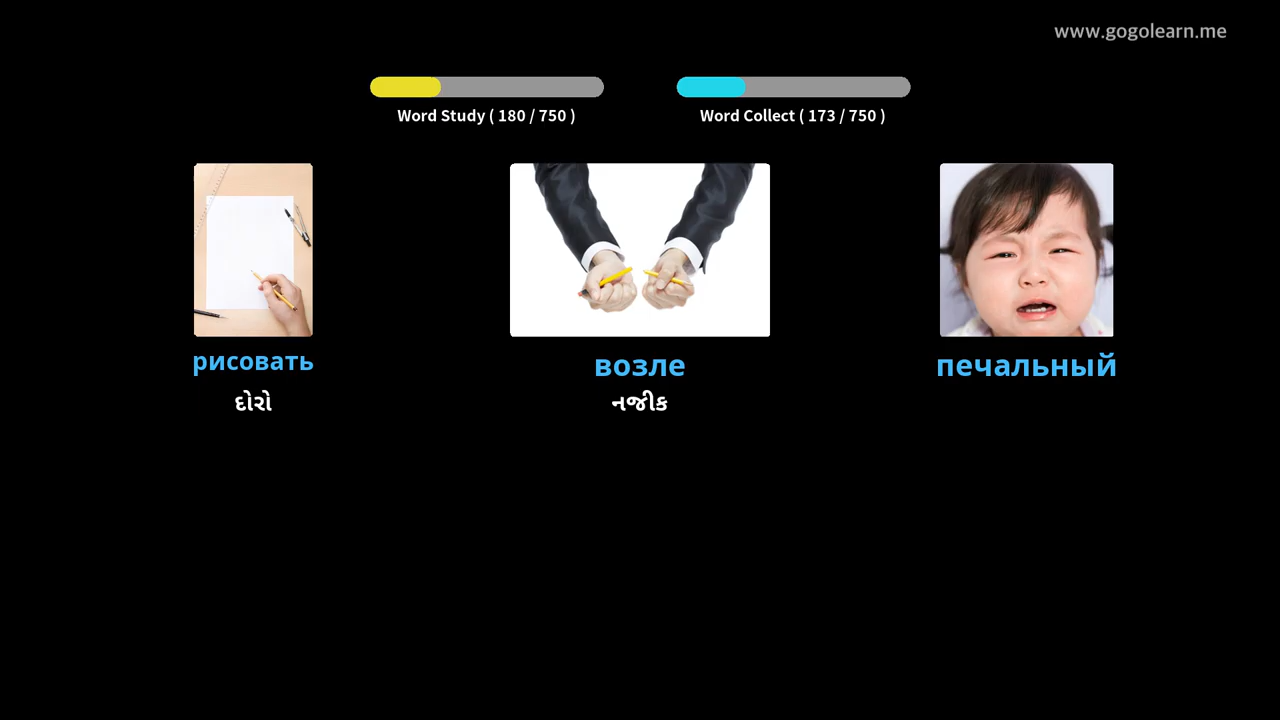 www.gogolearn.me
Word Study ( 180 / 750 )
Word Collect ( 173 / 750 )
рисовать
возле
печальный
દોરો
નજીક